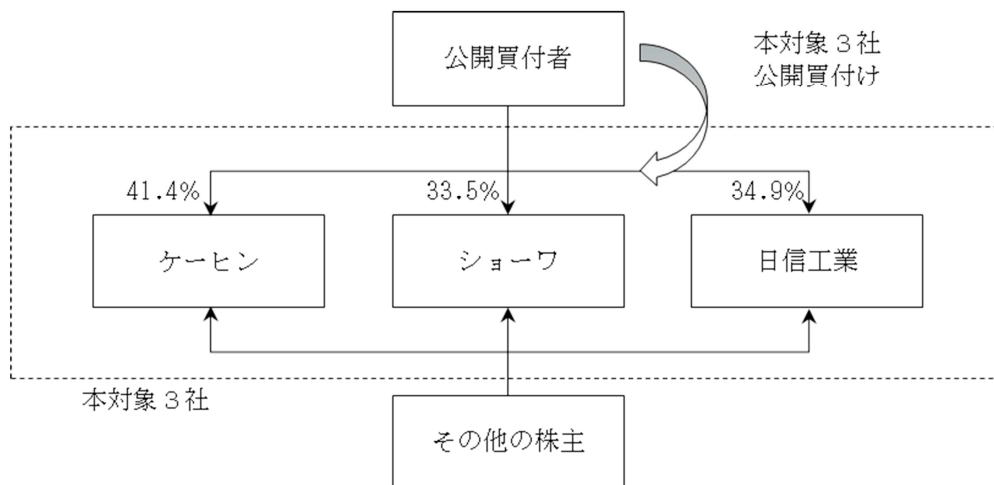 公開買付者
本対象３社
公開買付け
41.4%
33.5%
34.9%
ケーヒン
ショーワ
日信工業
本対象３社
その他の株主